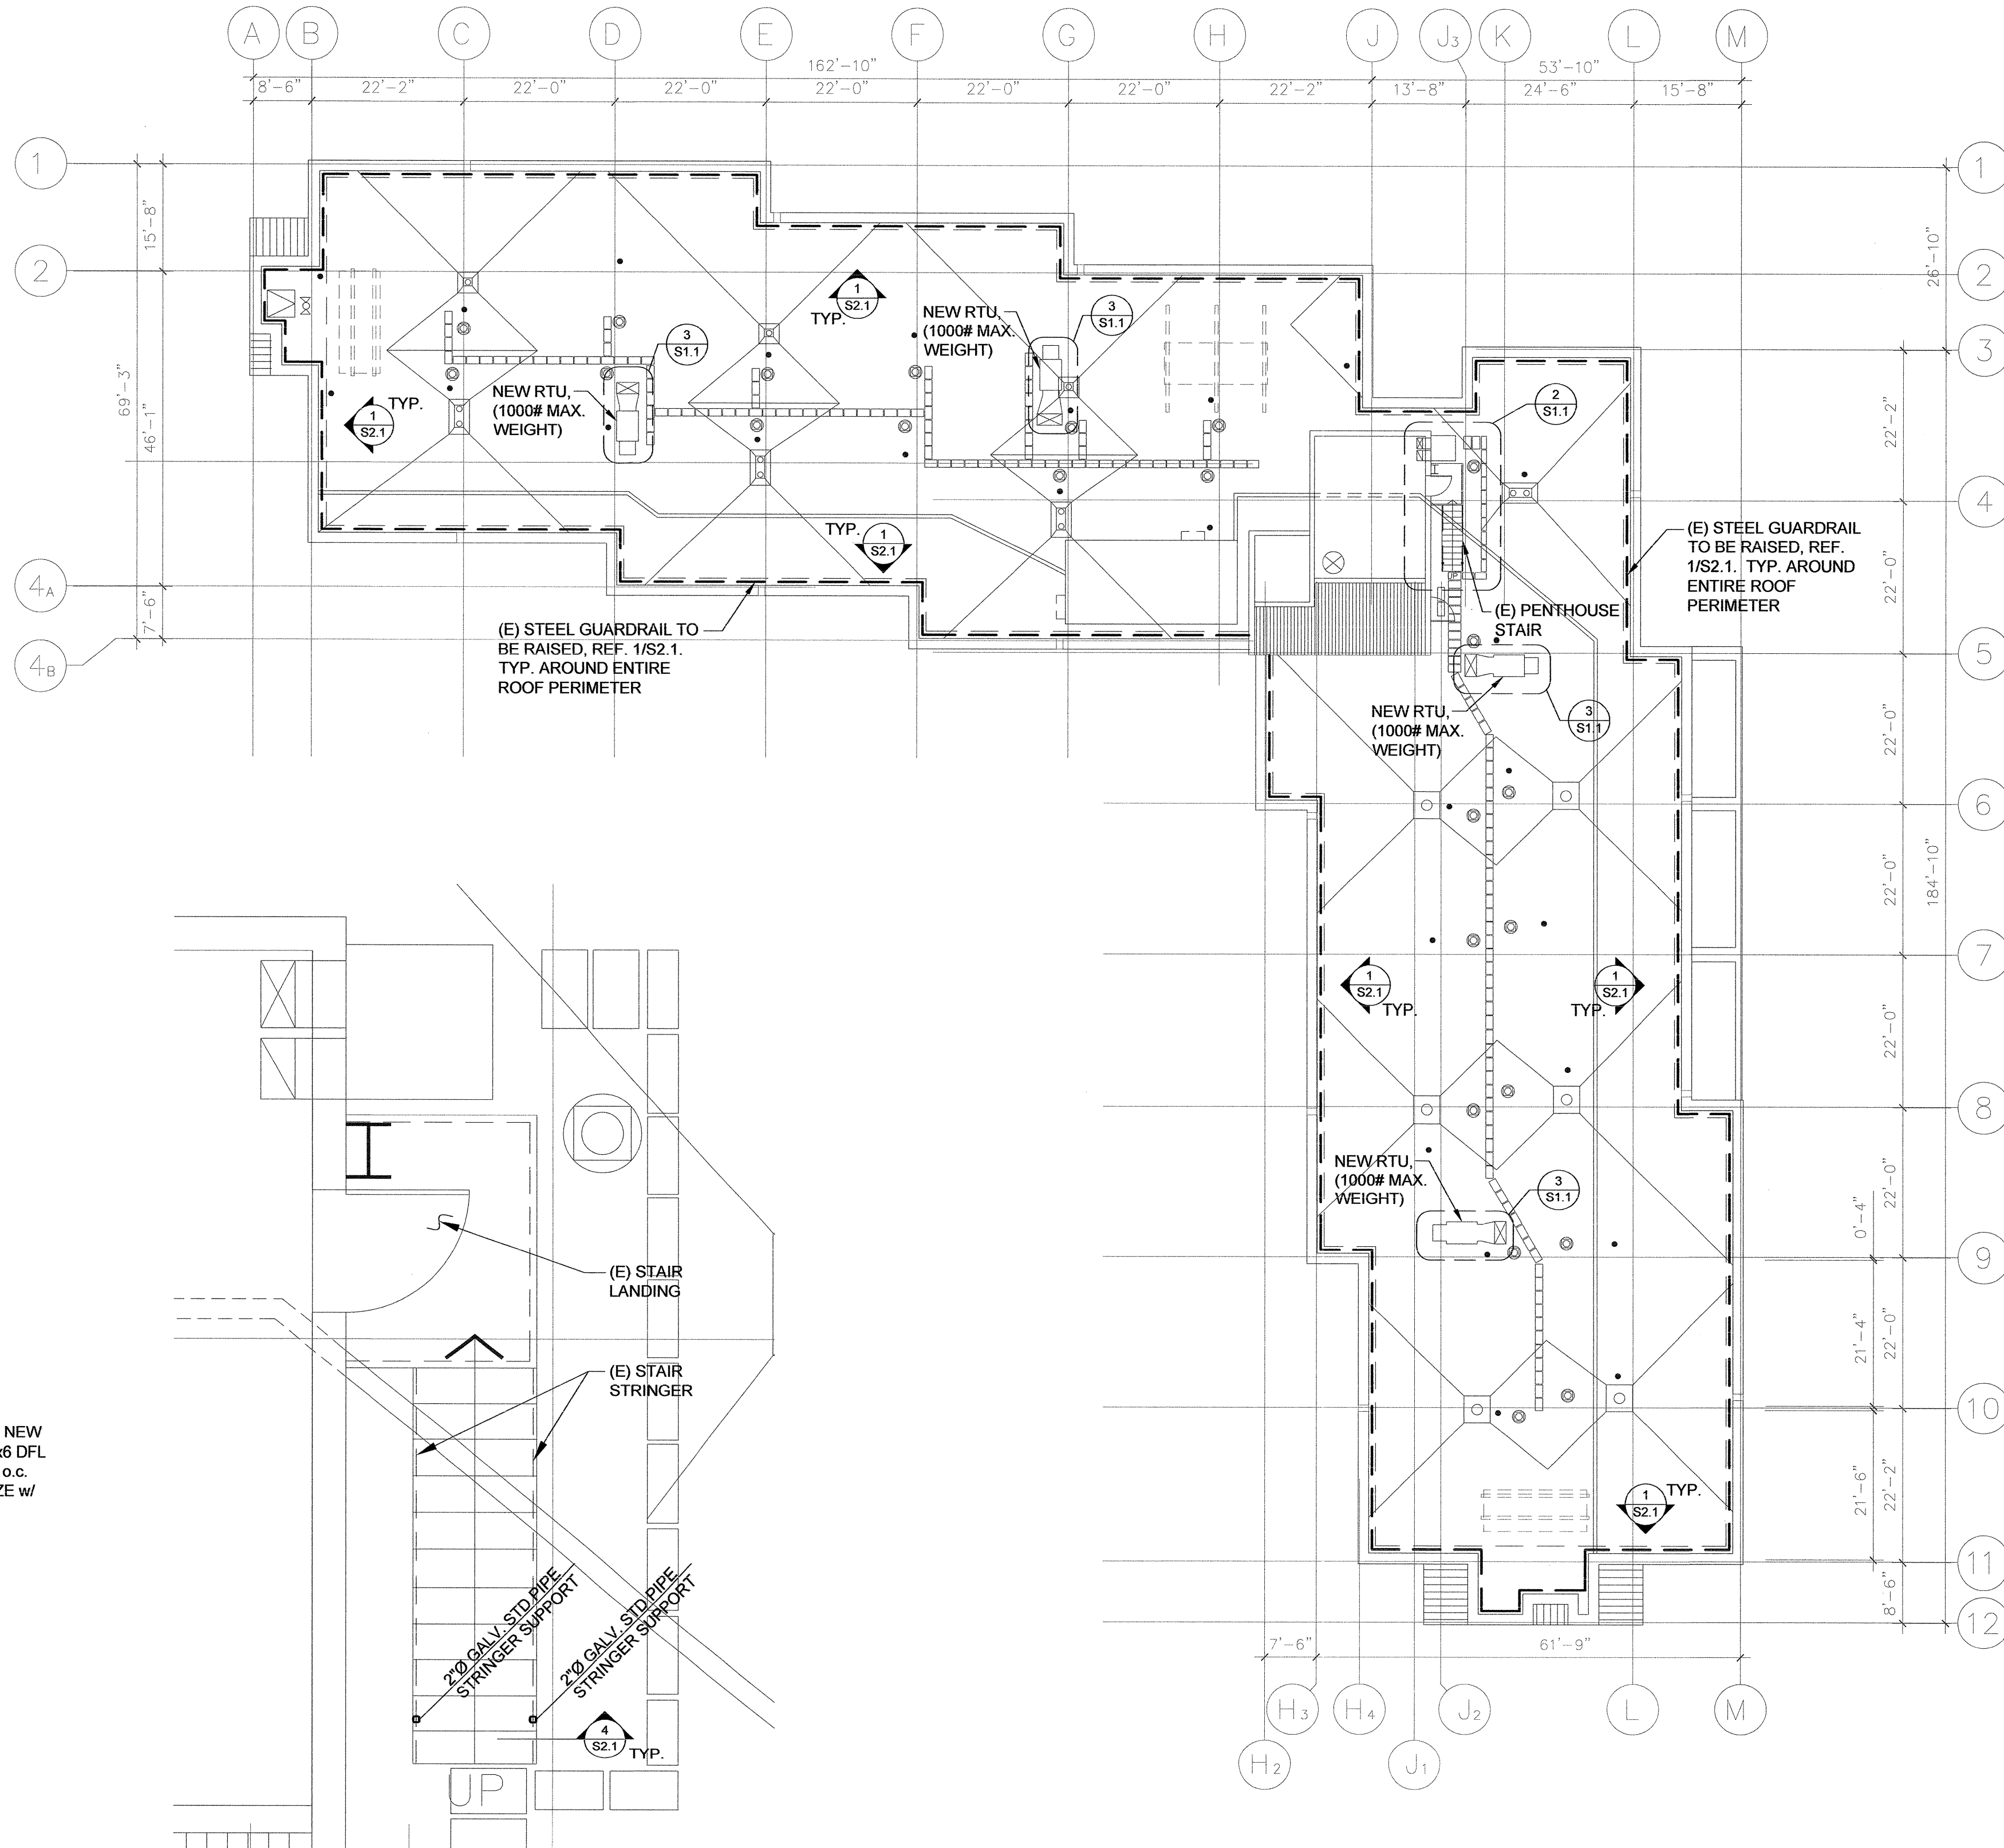 A B C D E F G H J J3 K L M
162'-10" 53'-10"
8'-6" 22'-2" 22'-0" 22'-0" 22'-0" 22'-0" 22'-0" 22'-2" 13'-8" 24'-6" 15'-8"
1
1
2
2
3
4
4A
4B
5
6
7
8
9
10
11
12
15'-8"
69'-3"
46'-1"
7'-6"
26'-10"
22'-2"
22'-0"
22'-0"
22'-0"
184'-10"
22'-0"
22'-0"
0'-4"
21'-4"
22'-0"
21'-6"
22'-2"
8'-6"
1
S2.1
TYP.
NEW RTU,
(1000# MAX.
WEIGHT)
3
S1.1
3
S1.1
NEW RTU,
(1000# MAX.
WEIGHT)
TYP.
1
S2.1
2
S1.1
TYP.
1
S2.1
(E) STEEL GUARDRAIL
TO BE RAISED, REF.
1/S2.1. TYP. AROUND
ENTIRE ROOF
PERIMETER
UP
(E) PENTHOUSE
STAIR
(E) STEEL GUARDRAIL TO
BE RAISED, REF. 1/S2.1.
TYP. AROUND ENTIRE
ROOF PERIMETER
NEW RTU,
(1000# MAX.
WEIGHT)
3
S1.1
1
S2.1
TYP.
1
S2.1
TYP.
NEW RTU,
(1000# MAX.
WEIGHT)
3
S1.1
1
S2.1
TYP.
7'-6" 61'-9"
H3 H4 J2 L M
H2 J1
(E) STAIR
LANDING
(E) STAIR
STRINGER
NEW
x6 DFL
o.c.
ZE w/
2"Ø GALV. STD PIPE
STRINGER SUPPORT
2"Ø GALV. STD PIPE
STRINGER SUPPORT
4
S2.1
TYP.
UP